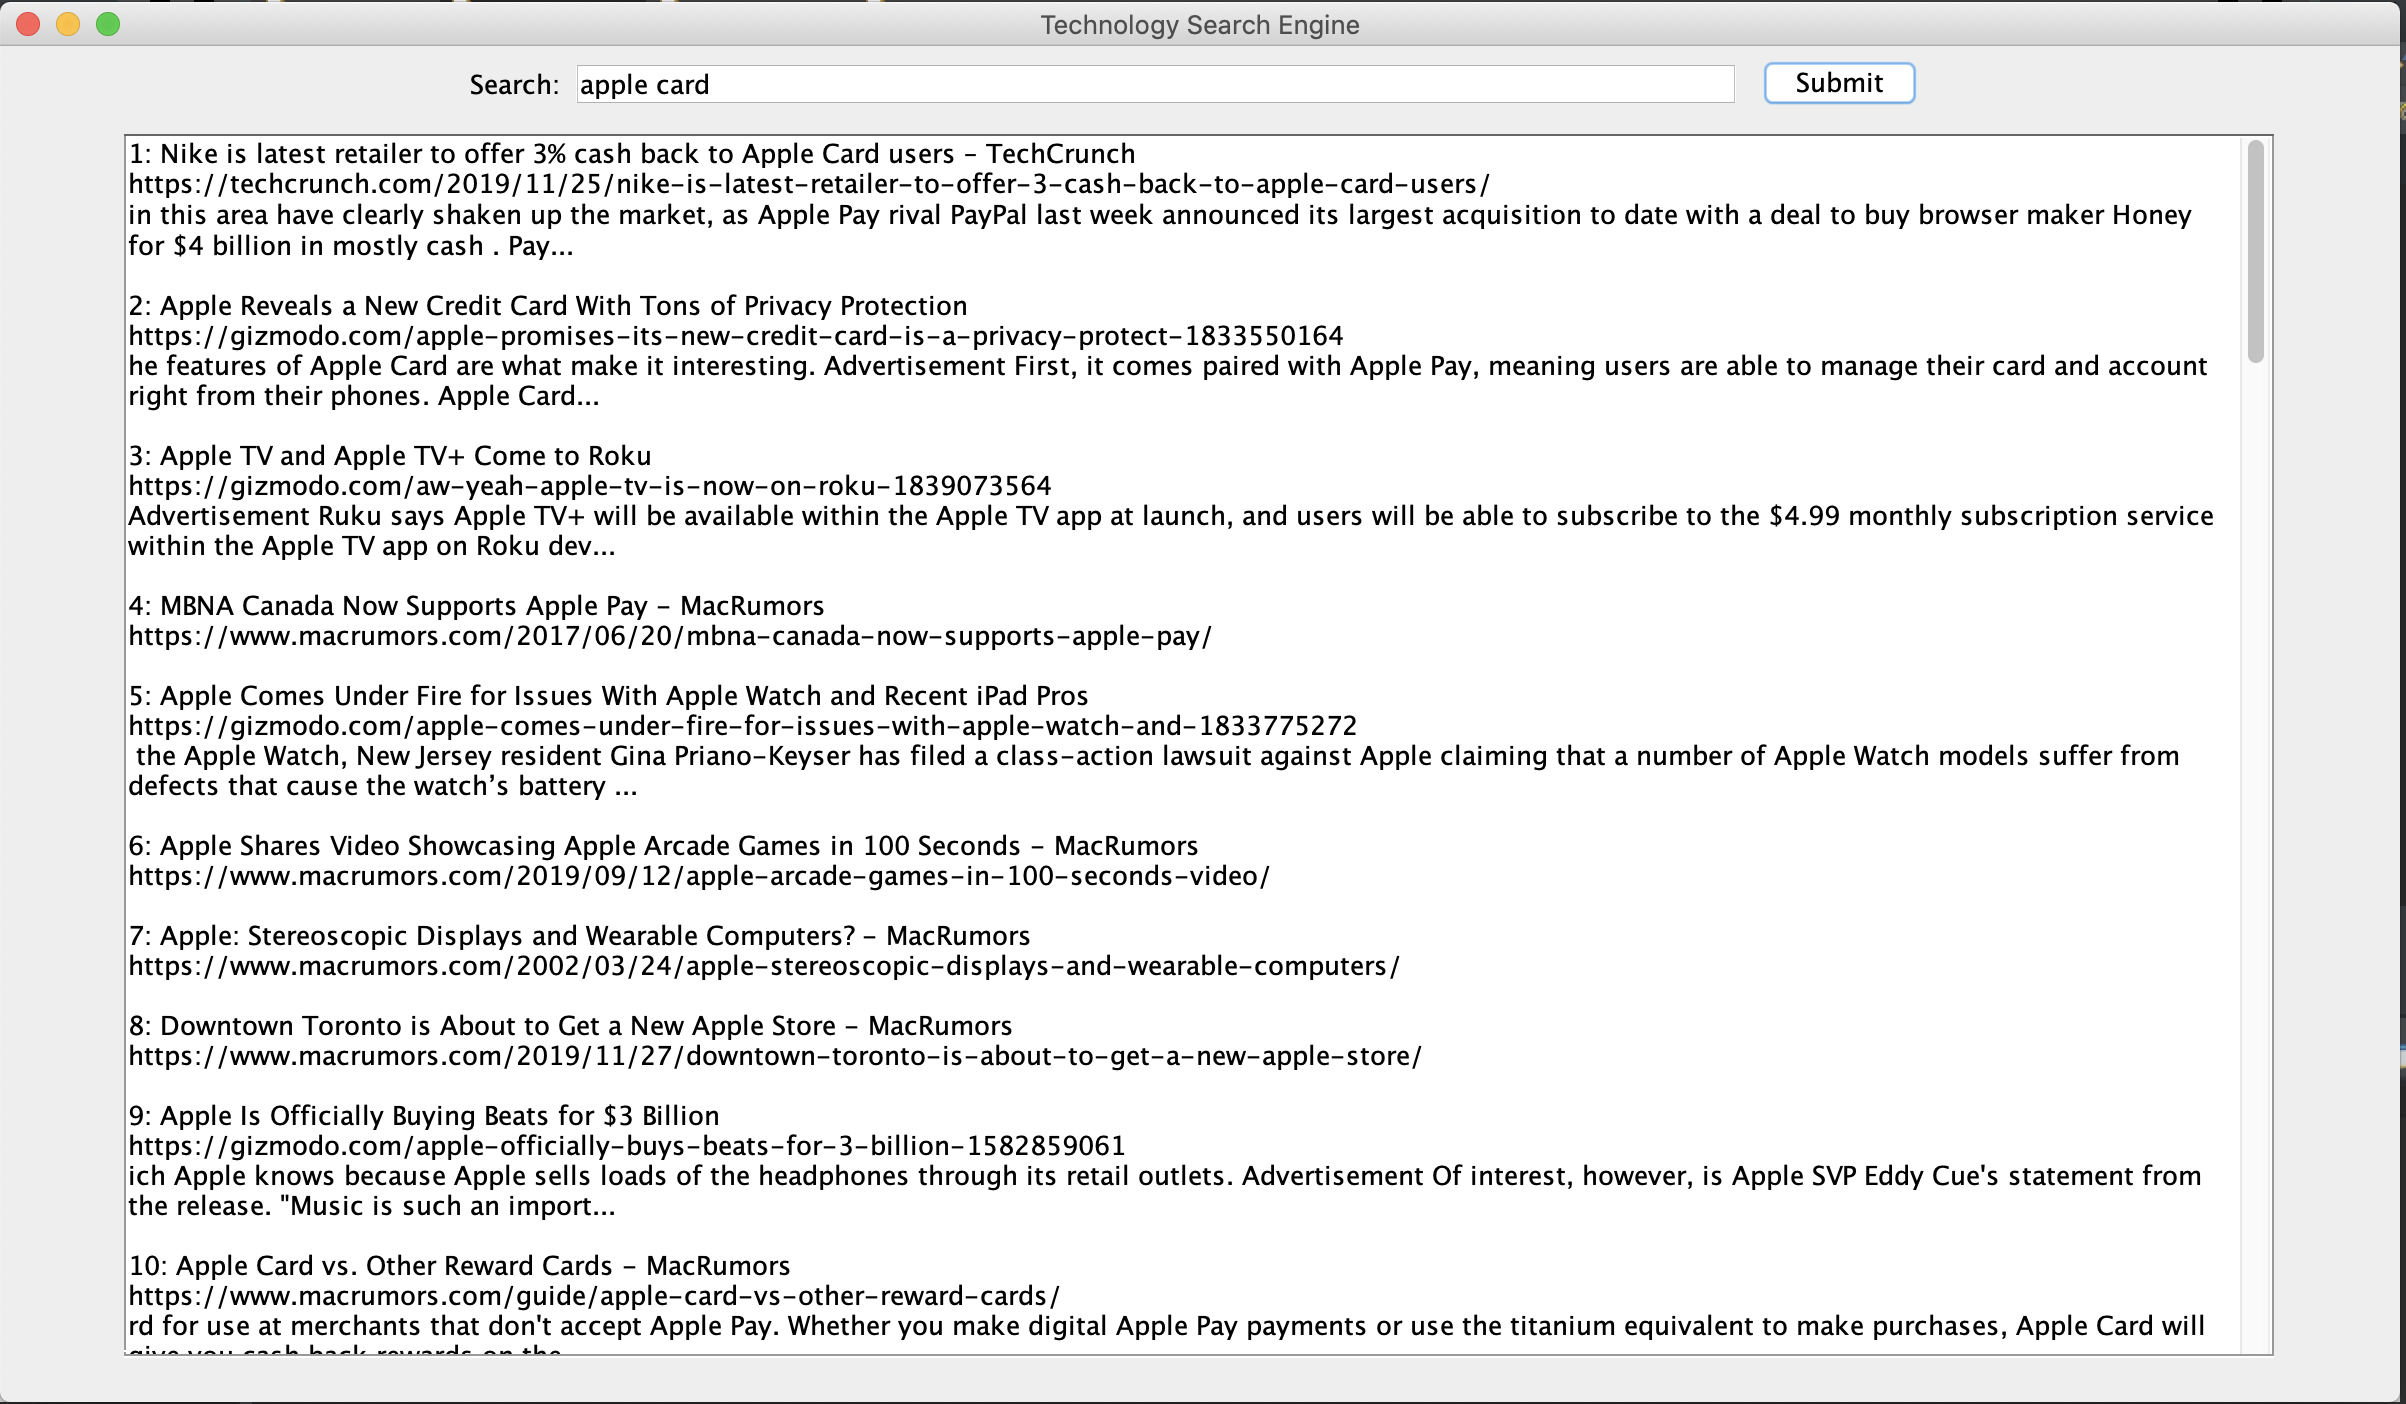 Technology Search Engine
Search: apple card Submit
1: Nike is latest retailer to offer 3% cash back to Apple Card users – TechCrunch
https://techcrunch.com/2019/11/25/nike-is-latest-retailer-to-offer-3-cash-back-to-apple-card-users/
in this area have clearly shaken up the market, as Apple Pay rival PayPal last week announced its largest acquisition to date with a deal to buy browser maker Honey
for $4 billion in mostly cash . Pay...
2: Apple Reveals a New Credit Card With Tons of Privacy Protection
https://gizmodo.com/apple-promises-its-new-credit-card-is-a-privacy-protect-1833550164
he features of Apple Card are what make it interesting. Advertisement First, it comes paired with Apple Pay, meaning users are able to manage their card and account
right from their phones. Apple Card...
3: Apple TV and Apple TV+ Come to Roku
https://gizmodo.com/aw-yeah-apple-tv-is-now-on-roku-1839073564
Advertisement Ruku says Apple TV+ will be available within the Apple TV app at launch, and users will be able to subscribe to the $4.99 monthly subscription service
within the Apple TV app on Roku dev...
4: MBNA Canada Now Supports Apple Pay – MacRumors
https://www.macrumors.com/2017/06/20/mbna-canada-now-supports-apple-pay/
5: Apple Comes Under Fire for Issues With Apple Watch and Recent iPad Pros
https://gizmodo.com/apple-comes-under-fire-for-issues-with-apple-watch-and-1833775272
the Apple Watch, New Jersey resident Gina Priano-Keyser has filed a class-action lawsuit against Apple claiming that a number of Apple Watch models suffer from
defects that cause the watch’s battery ...
6: Apple Shares Video Showcasing Apple Arcade Games in 100 Seconds – MacRumors
https://www.macrumors.com/2019/09/12/apple-arcade-games-in-100-seconds-video/
7: Apple: Stereoscopic Displays and Wearable Computers? – MacRumors
https://www.macrumors.com/2002/03/24/apple-stereoscopic-displays-and-wearable-computers/
8: Downtown Toronto is About to Get a New Apple Store – MacRumors
https://www.macrumors.com/2019/11/27/downtown-toronto-is-about-to-get-a-new-apple-store/
9: Apple Is Officially Buying Beats for $3 Billion
https://gizmodo.com/apple-officially-buys-beats-for-3-billion-1582859061
ich Apple knows because Apple sells loads of the headphones through its retail outlets. Advertisement Of interest, however, is Apple SVP Eddy Cue's statement from
the release. "Music is such an import...
10: Apple Card vs. Other Reward Cards – MacRumors
https://www.macrumors.com/guide/apple-card-vs-other-reward-cards/
rd for use at merchants that don't accept Apple Pay. Whether you make digital Apple Pay payments or use the titanium equivalent to make purchases, Apple Card will
give you cash back rewards on the